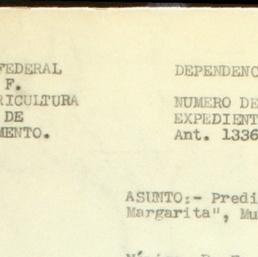 FEDERAL
F.
RICULTURA
DE
MENTO.
DEPENDENC
NUMERO DE
EXPEDIENT
Ant. 1336
ASUNTO:- Predi
Margarita", Mu